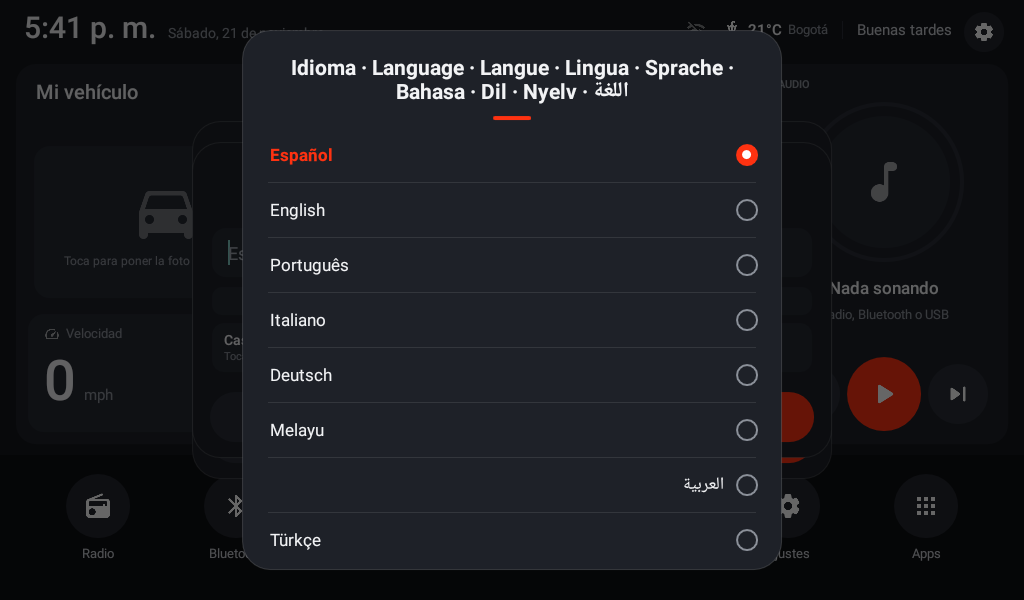 5:41 p. m.
Sábado, 21 de
21°C
Bogotá
Buenas tardes
Mi vehículo
Idioma · Language · Langue · Lingua · Sprache ·
Bahasa · Dil · Nyelv · اللغة
AUDIO
Español
English
Português
Italiano
Deutsch
Melayu
العربية
Türkçe
Toca para poner la foto
Es
Cas
Toc
Velocidad
0 mph
Nada sonando
adio, Bluetooth o USB
Radio
Blueto
justes
Apps